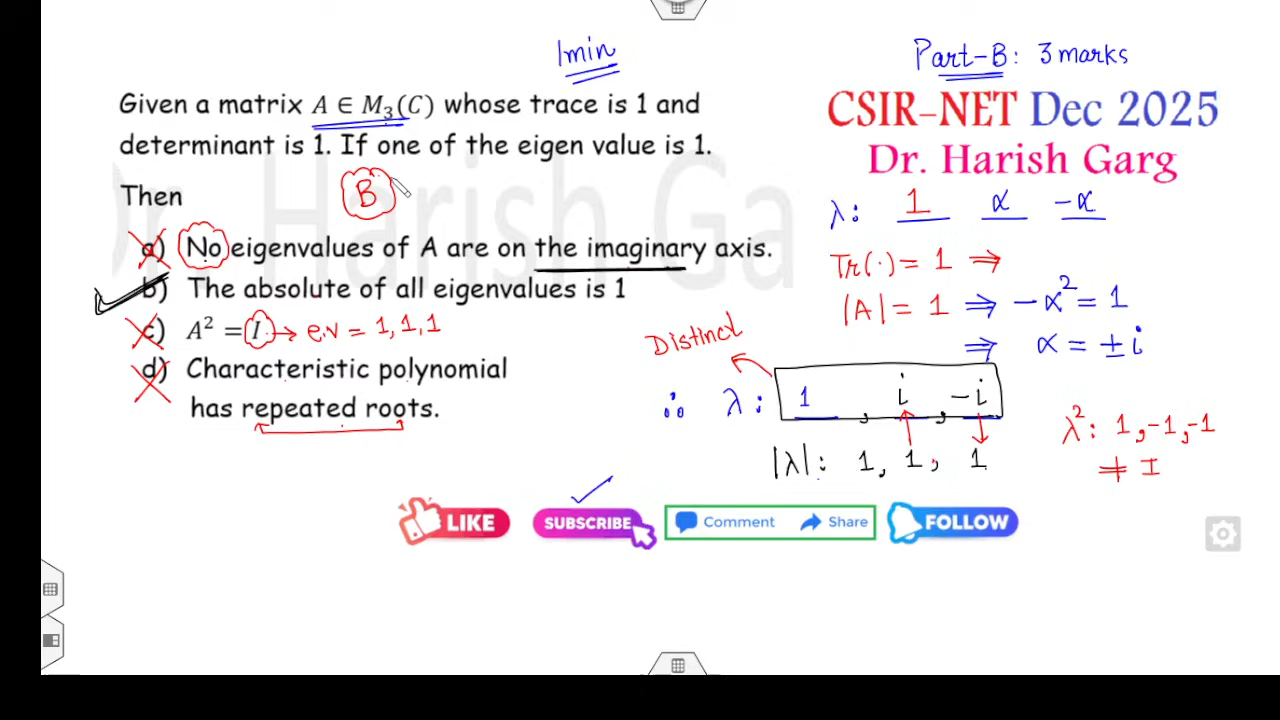 1min
Part-B: 3 marks
Given a matrix A ∈ M₃(C) whose trace is 1 and
determinant is 1. If one of the eigen value is 1.
Then
B
a) No eigenvalues of A are on the imaginary axis.
b) The absolute of all eigenvalues is 1
c) A² = I → e.v = 1, 1, 1
d) Characteristic polynomial
has repeated roots.
CSIR-NET Dec 2025
Dr. Harish Garg
λ: 1 α -α
Tr(·) = 1 ⇒
|A| = 1 ⇒ -α² = 1
⇒ α = ±i
Distinct
∴ λ: 1, i, -i
|λ|: 1, 1, 1
λ²: 1, -1, -1
≠ I
LIKE
SUBSCRIBE
Comment
Share
FOLLOW
Dr. Harish Ga